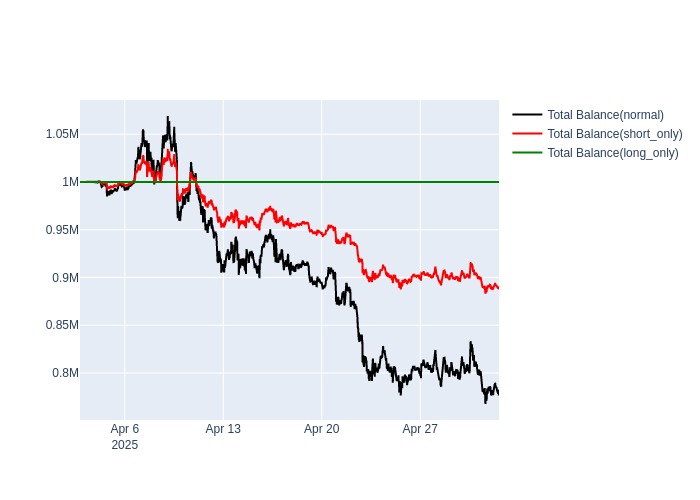 Total Balance(normal)
Total Balance(short_only)
Total Balance(long_only)
1.05M
1M
0.95M
0.9M
0.85M
0.8M
Apr 6
2025
Apr 13
Apr 20
Apr 27